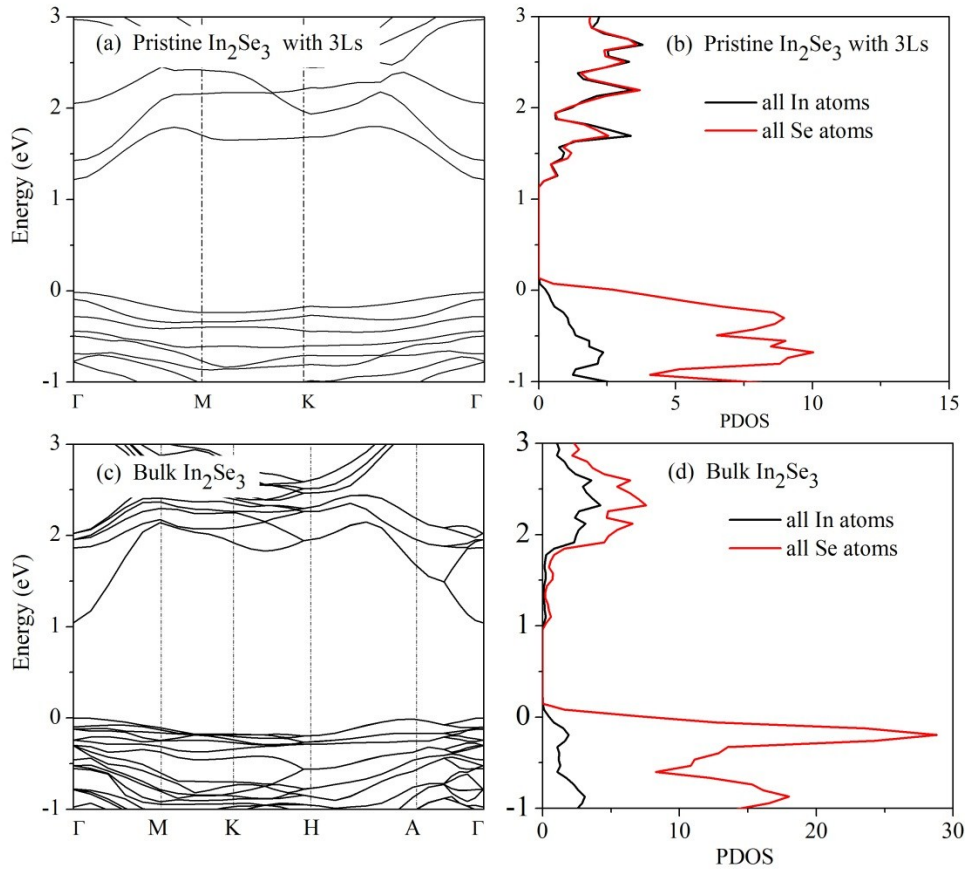 (a) Pristine In2Se3 with 3Ls
3
2
1
0
-1
Energy (eV)
Γ M K Γ
(b) Pristine In2Se3 with 3Ls
all In atoms
all Se atoms
3
2
1
0
-1
0 5 10 15
PDOS
(c) Bulk In2Se3
3
2
1
0
-1
Energy (eV)
Γ M K H A Γ
(d) Bulk In2Se3
all In atoms
all Se atoms
3
2
1
0
-1
0 10 20 30
PDOS